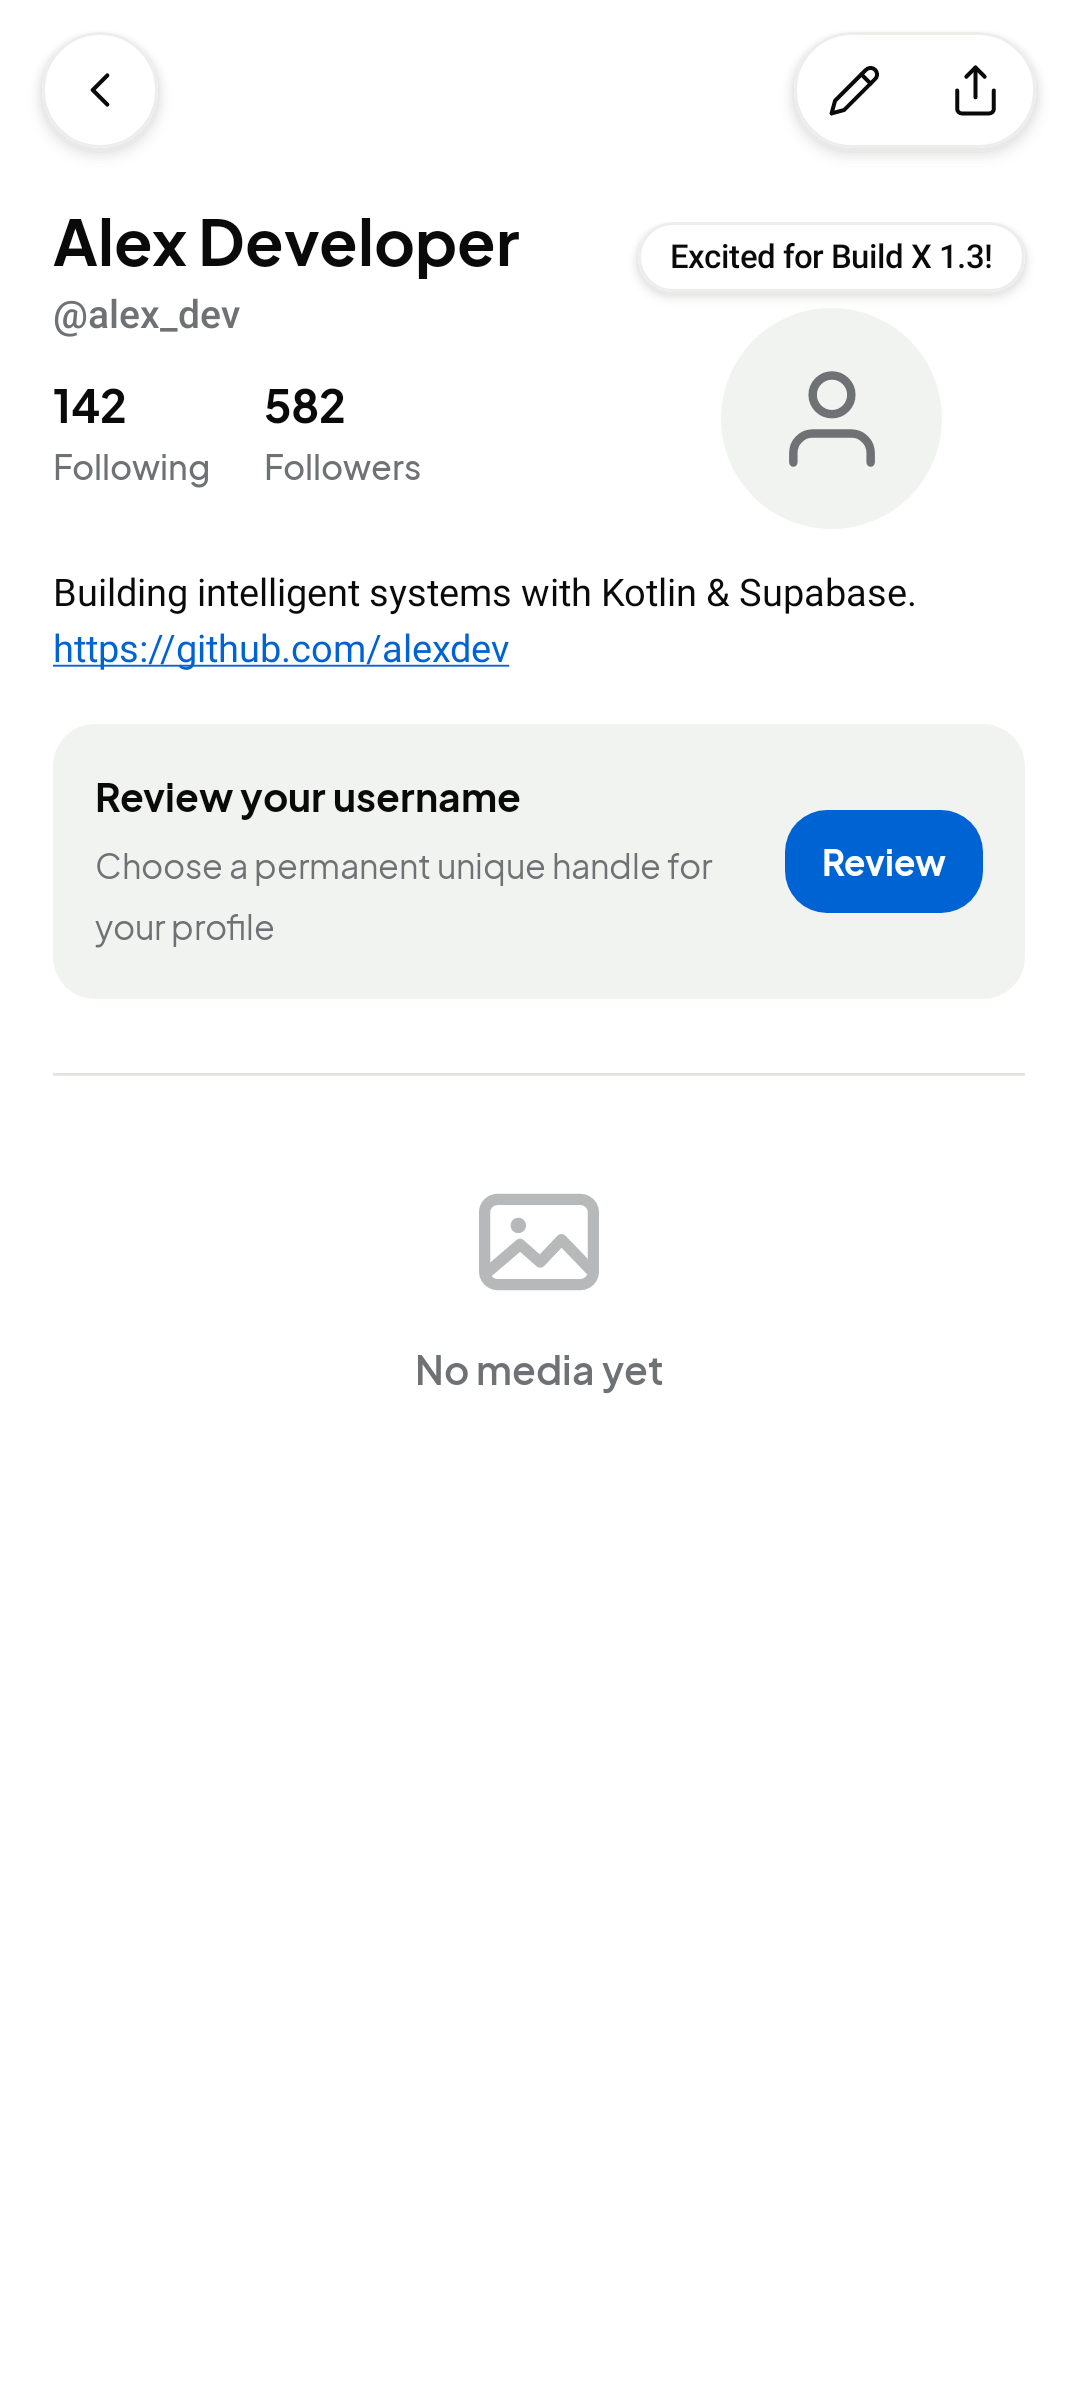 Alex Developer
Excited for Build X 1.3!
@alex_dev
142
582
Following
Followers
Building intelligent systems with Kotlin & Supabase.
https://github.com/alexdev
Review your username
Choose a permanent unique handle for
your profile
Review
No media yet